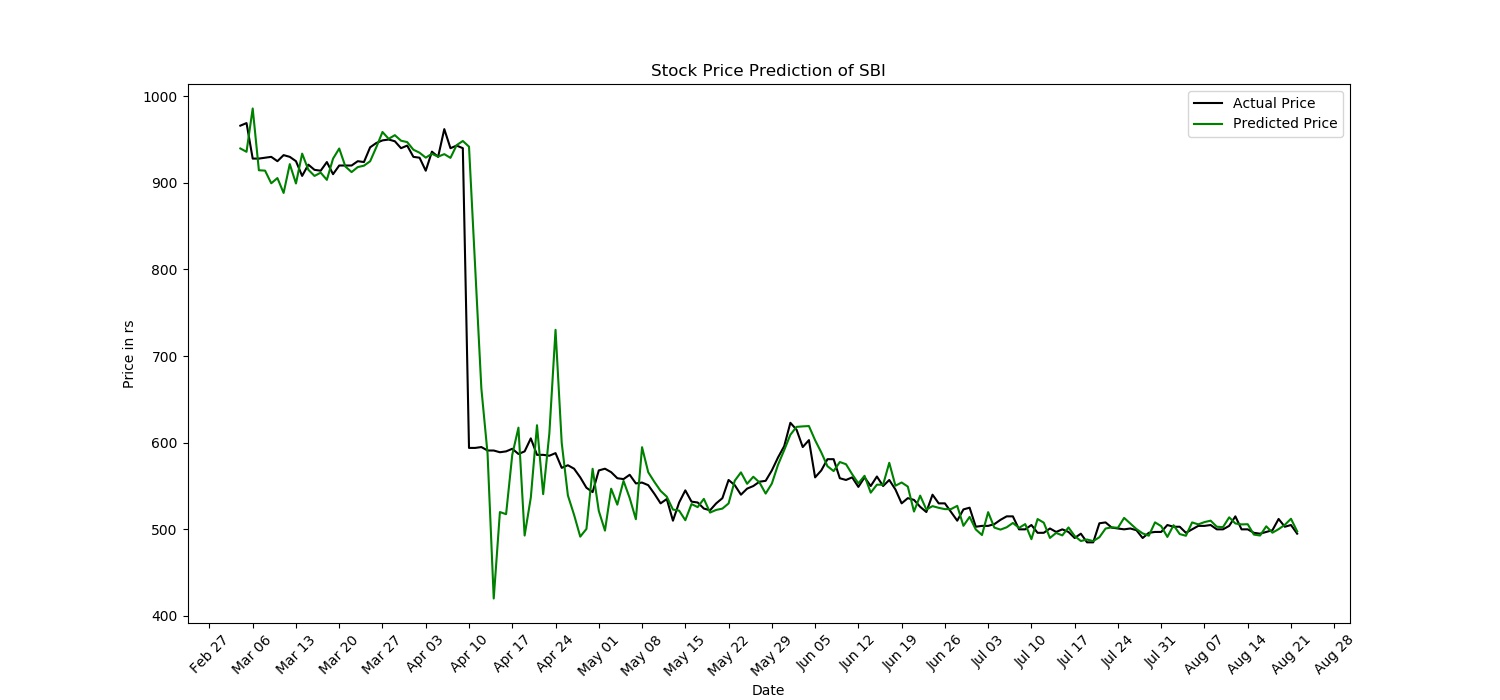 Stock Price Prediction of SBI
Actual Price
Predicted Price
1000
900
800
700
600
500
400
Price in rs
Feb 27
Mar 06
Mar 13
Mar 20
Mar 27
Apr 03
Apr 10
Apr 17
Apr 24
May 01
May 08
May 15
May 22
May 29
Jun 05
Jun 12
Jun 19
Jun 26
Jul 03
Jul 10
Jul 17
Jul 24
Jul 31
Aug 07
Aug 14
Aug 21
Aug 28
Date